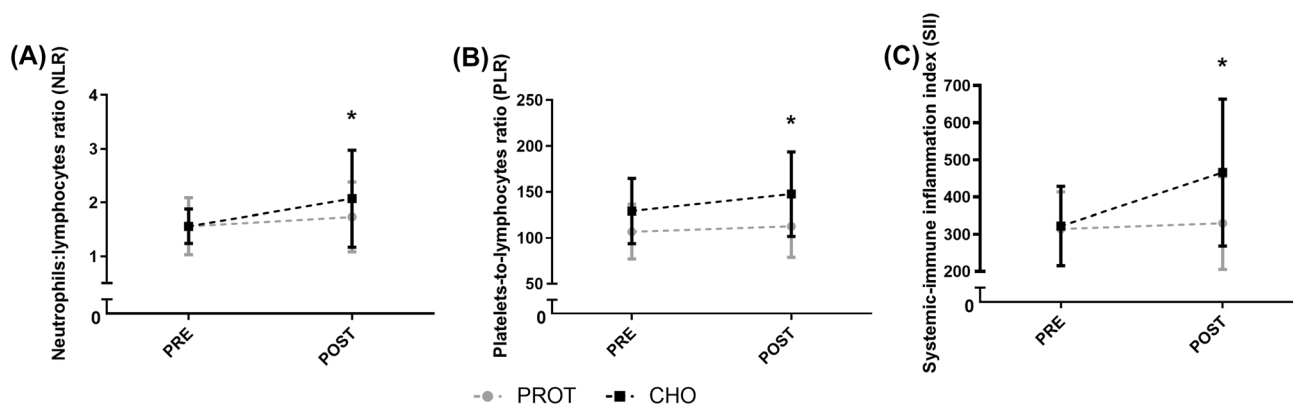 (A)
Neutrophils:lymphocytes ratio (NLR)
4
3
2
1
0
*
PRE
POST
(B)
Platelets-to-lymphocytes ratio (PLR)
250
200
150
100
50
0
*
PRE
POST
(C)
Systemic-immune inflammation index (SII)
700
600
500
400
300
200
0
*
PRE
POST
PROT
CHO